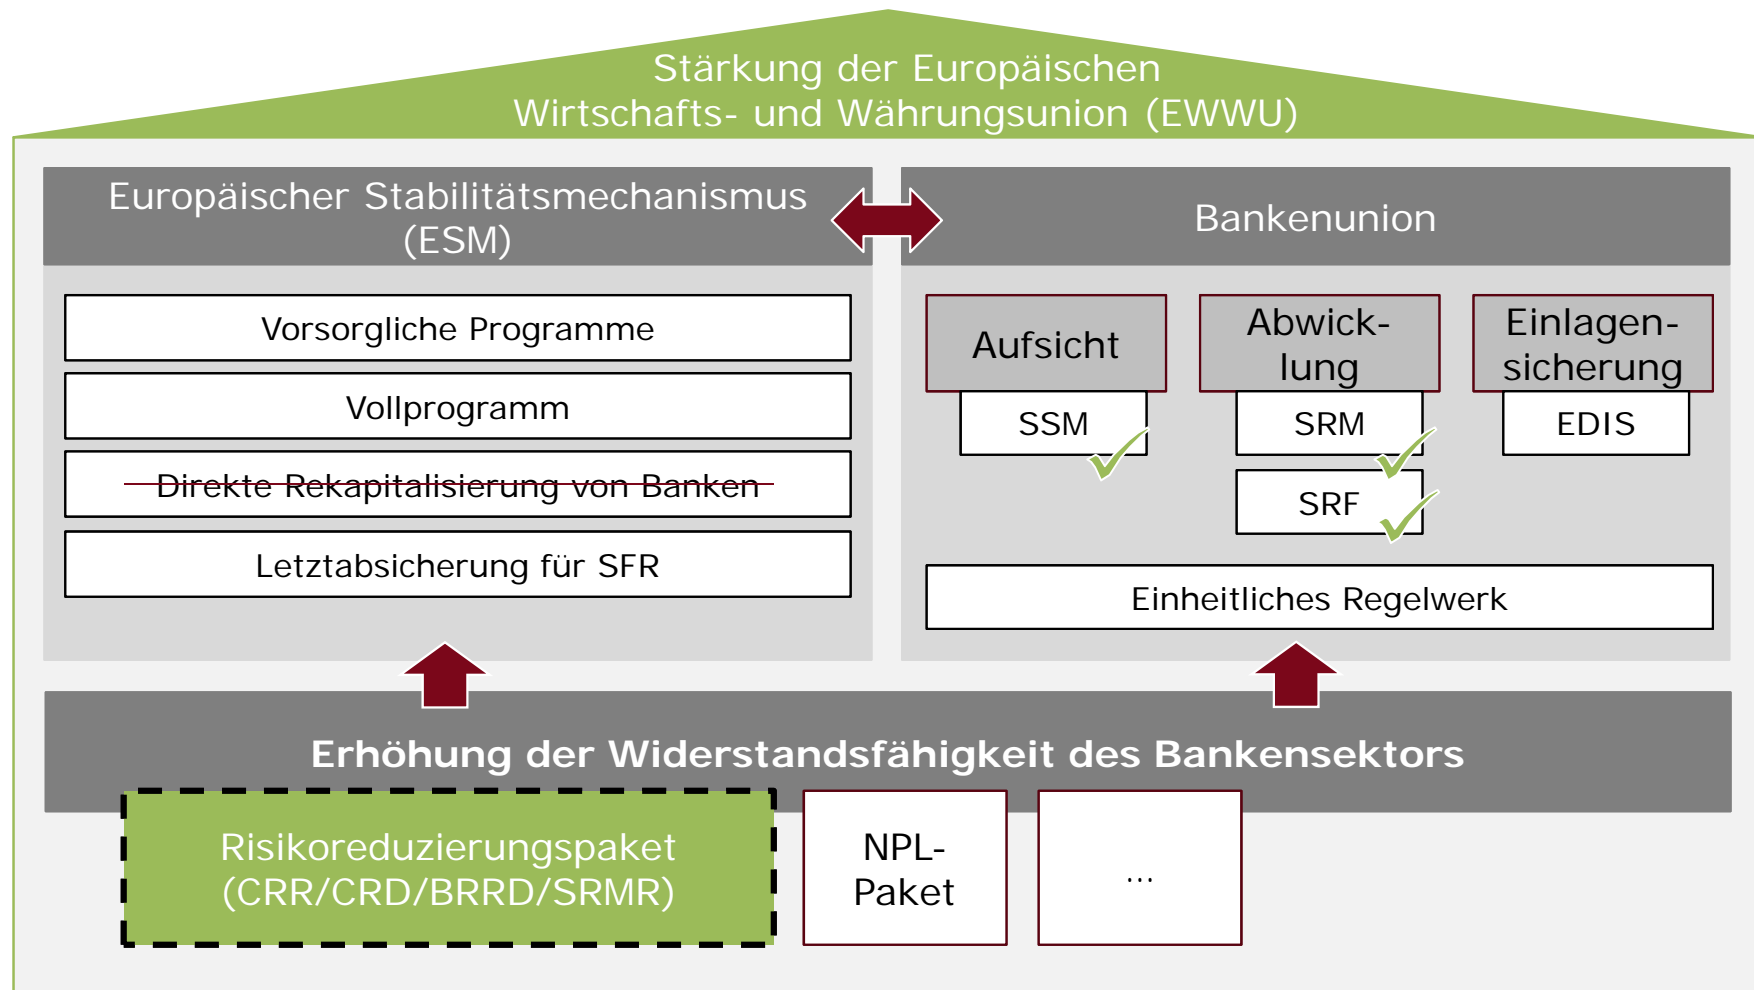 Stärkung der Europäischen
Wirtschafts- und Währungsunion (EWWU)
Europäischer Stabilitätsmechanismus
(ESM)
Vorsorgliche Programme
Vollprogramm
Direkte Rekapitalisierung von Banken
Letztabsicherung für SFR
Bankenunion
Aufsicht
SSM
Abwick-
lung
SRM
SRF
Einlagen-
sicherung
EDIS
Einheitliches Regelwerk
Erhöhung der Widerstandsfähigkeit des Bankensektors
Risikoreduzierungspaket
(CRR/CRD/BRRD/SRMR)
NPL-
Paket
...